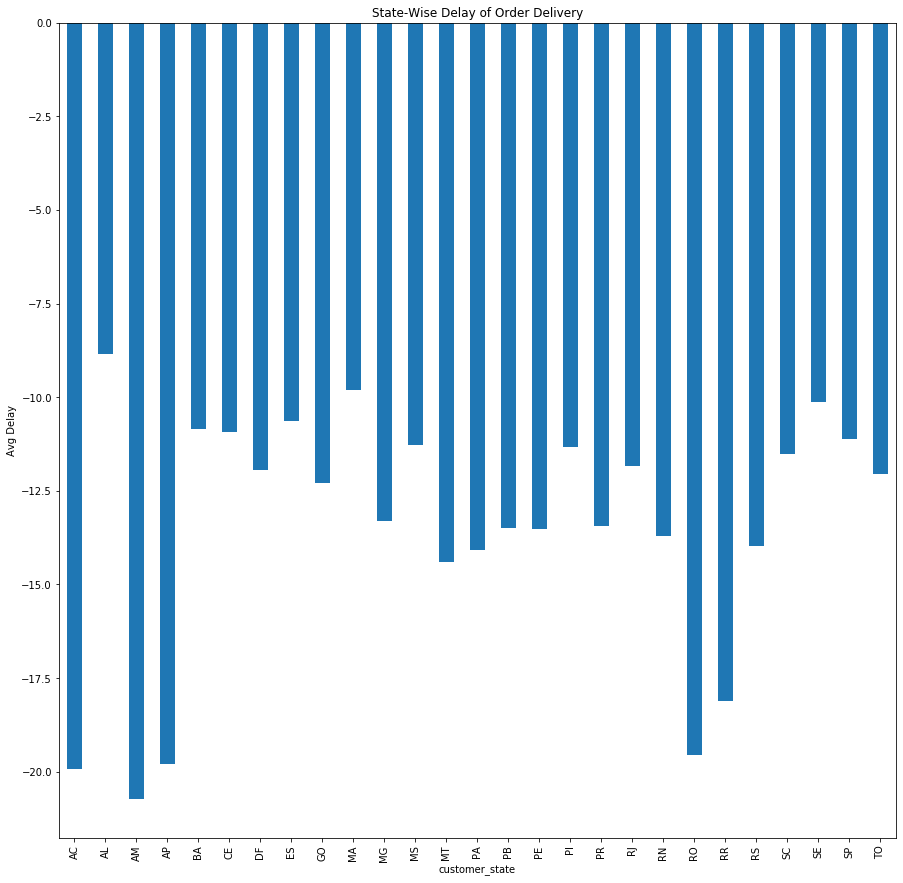 State-Wise Delay of Order Delivery
0.0
−2.5
−5.0
−7.5
−10.0
−12.5
−15.0
−17.5
−20.0
Avg Delay
AC AL AM AP BA CE DF ES GO MA MG MS MT PA PB PE PI PR RJ RN RO RR RS SC SE SP TO
customer_state